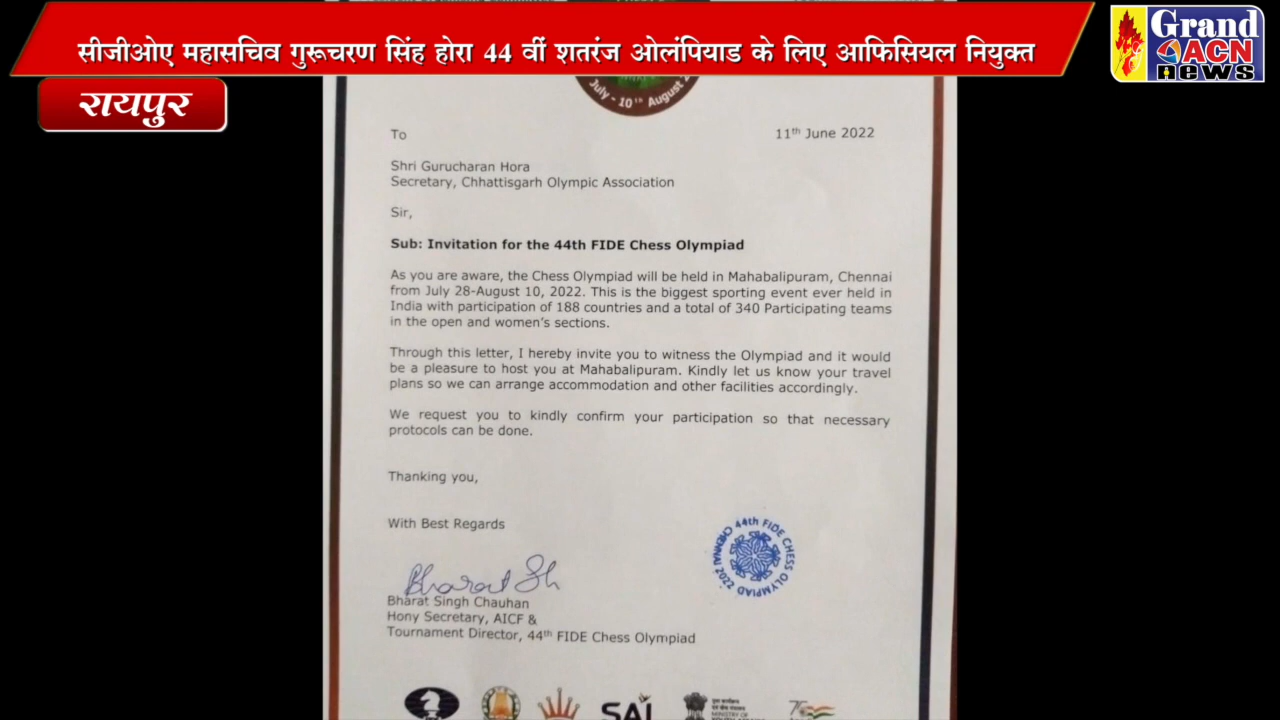 सीजीओए महासचिव गुरूचरण सिंह होरा 44 वीं शतरंज ओलंपियाड के लिए आफिसियल नियुक्त
Grand
ACN
news
रायपुर
July - 10th August
To
11th June 2022
Shri Gurucharan Hora
Secretary, Chhattisgarh Olympic Association
Sir,
Sub: Invitation for the 44th FIDE Chess Olympiad
As you are aware, the Chess Olympiad will be held in Mahabalipuram, Chennai
from July 28-August 10, 2022. This is the biggest sporting event ever held in
India with participation of 188 countries and a total of 340 Participating teams
in the open and women's sections.
Through this letter, I hereby invite you to witness the Olympiad and it would
be a pleasure to host you at Mahabalipuram. Kindly let us know your travel
plans so we can arrange accommodation and other facilities accordingly.
We request you to kindly confirm your participation so that necessary
protocols can be done.
Thanking you,
With Best Regards
44th FIDE CHESS OLYMPIAD
CHENNAI 2022
Bharat Sh
Bharat Singh Chauhan
Hony Secretary, AICF &
Tournament Director, 44th FIDE Chess Olympiad
SAI